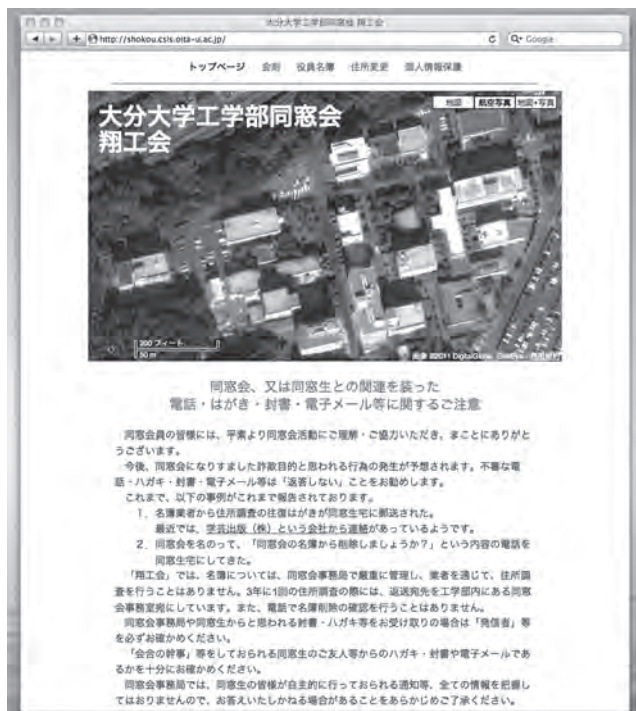 大分大学工学部同窓会 翔工会
http://shokou.csis.oita-u.ac.jp/
Google
トップページ 会則 役員名簿 住所変更 個人情報保護
大分大学工学部同窓会
翔工会
地図 航空写真 地図+写真
200 フィート
50 m
画像 ©2011 DigitalGlobe, GeoEye -
同窓会、又は同窓生との関連を装った
電話・はがき・封書・電子メール等に関するご注意
同窓会員の皆様には、平素より同窓会活動にご理解・ご協力いただき、まことにありがと
うございます。
今後、同窓会になりすました詐欺目的と思われる行為の発生が予想されます。不審な電
話・ハガキ・封書・電子メール等は「返答しない」ことをお勧めします。
これまで、以下の事例がこれまで報告されております。
1．名簿業者から住所調査の往復はがきが同窓生宅に郵送された。
最近では、学芸出版（株）という会社から連絡があっているようです。
2．同窓会を名のって、「同窓会の名簿から削除しましょうか？」という内容の電話を
同窓生宅にしてきた。
「翔工会」では、名簿については、同窓会事務局で厳重に管理し、業者を通じて、住所調
査を行うことはありません。3年に1回の住所調査の際には、返送宛先を工学部内にある同窓
会事務室宛にしています。また、電話で名簿削除の確認を行うことはありません。
同窓会事務局や同窓生からと思われる封書・ハガキ等をお受け取りの場合は「発信者」等
を必ずお確かめください。
「会合の幹事」等をしておられる同窓生のご友人等からのハガキ・封書や電子メールであ
るかを十分にお確かめください。
同窓会事務局では、同窓生の皆様が自主的に行っておられる通知等、全ての情報を把握し
てはおりませんので、お答えいたしかねる場合があることをあらかじめご了承ください。